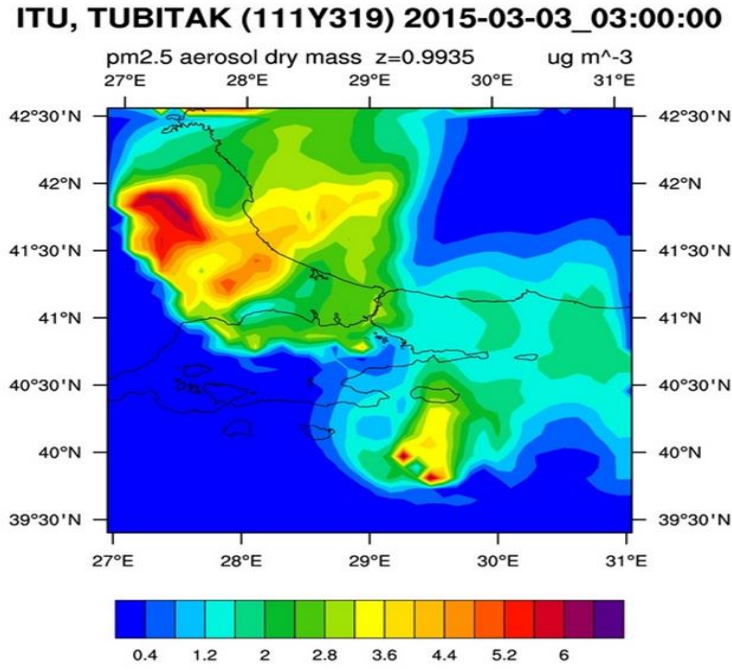 ITU, TUBITAK (111Y319) 2015-03-03_03:00:00
pm2.5 aerosol dry mass z=0.9935 ug m^-3
27°E 28°E 29°E 30°E 31°E
42°30'N 42°30'N
42°N 42°N
41°30'N 41°30'N
41°N 41°N
40°30'N 40°30'N
40°N 40°N
39°30'N 39°30'N
27°E 28°E 29°E 30°E 31°E
0.4 1.2 2 2.8 3.6 4.4 5.2 6